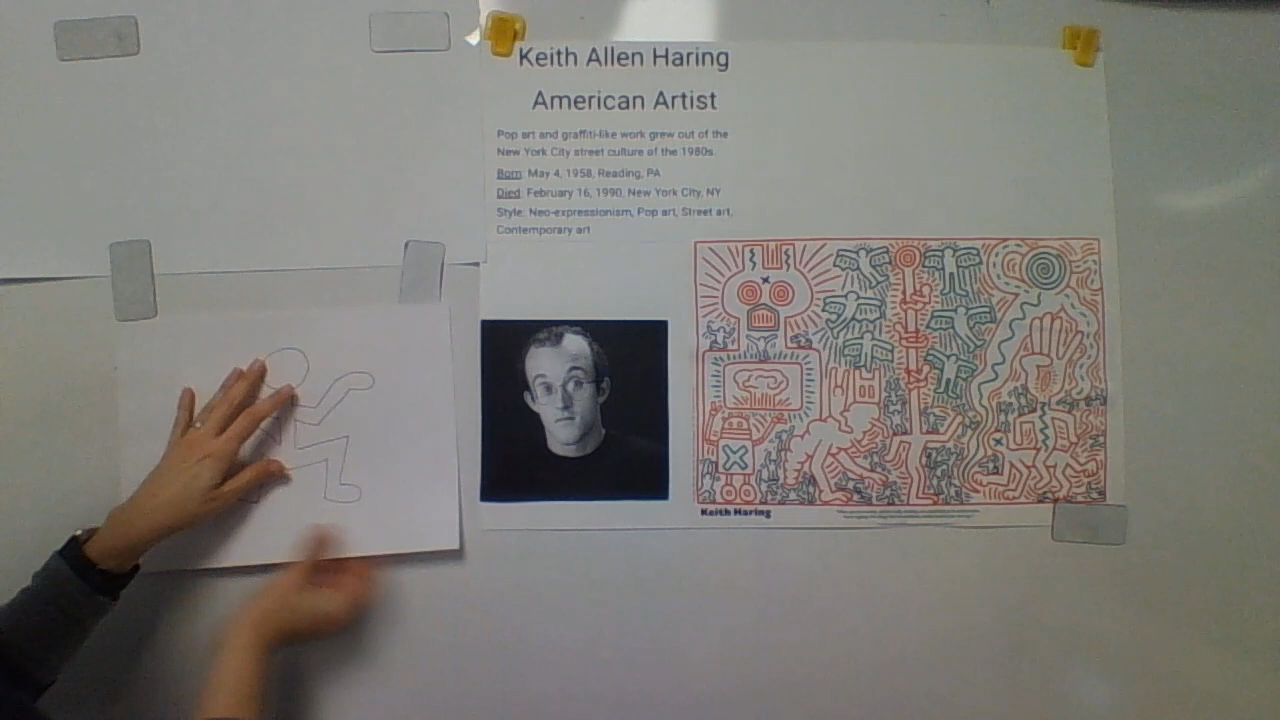 Keith Allen Haring
American Artist
Pop art and graffiti-like work grew out of the
New York City street culture of the 1980s.
Born: May 4, 1958, Reading, PA
Died: February 16, 1990, New York City, NY
Style: Neo-expressionism, Pop art, Street art,
Contemporary art
Keith Haring